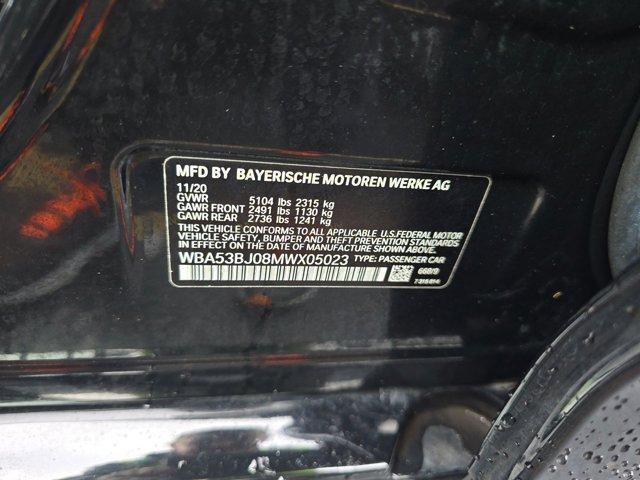 MFD BY BAYERISCHE MOTOREN WERKE AG
11/20
GVWR 5104 lbs 2315 kg
GAWR FRONT 2491 lbs 1130 kg
GAWR REAR 2736 lbs 1241 kg
THIS VEHICLE CONFORMS TO ALL APPLICABLE U.S. FEDERAL MOTOR
VEHICLE SAFETY, BUMPER, AND THEFT PREVENTION STANDARDS
IN EFFECT ON THE DATE OF MANUFACTURE SHOWN ABOVE.
WBA53BJ08MWX05023 TYPE: PASSENGER CAR
668/9